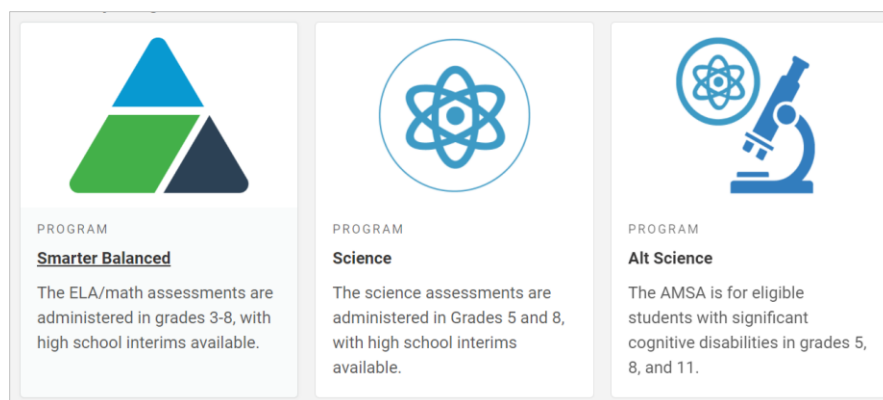 PROGRAM
Smarter Balanced
The ELA/math assessments are
administered in grades 3-8, with
high school interims available.
PROGRAM
Science
The science assessments are
administered in Grades 5 and 8,
with high school interims
available.
PROGRAM
Alt Science
The AMSA is for eligible
students with significant
cognitive disabilities in grades 5,
8, and 11.